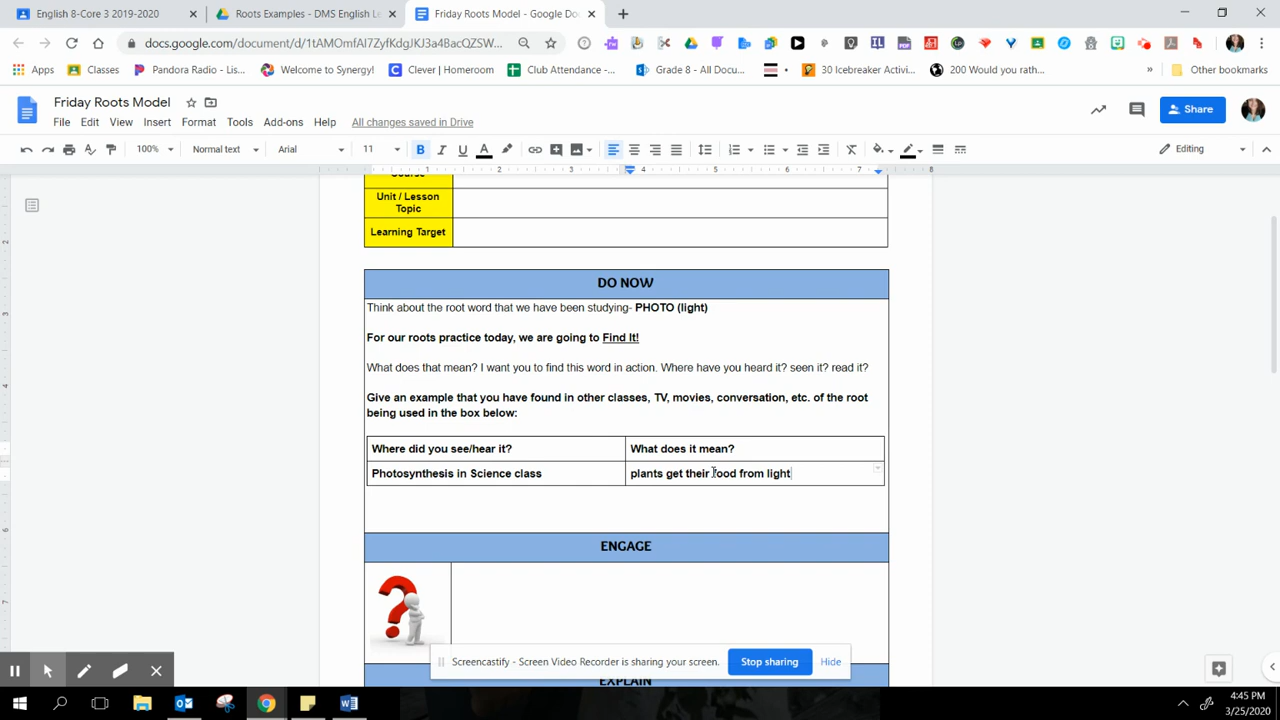 English 8-Core 3 2019-2020
Roots Examples - DMS English Le
Friday Roots Model - Google Do
docs.google.com/document/d/1tAMOmfAI7ZyfKdgJKJ3a4BacQZSW...
Apps
Classes
Pandora Radio - Lis...
Welcome to Synergy!
Clever | Homeroom
Club Attendance -...
Grade 8 - All Docu...
30 Icebreaker Activi...
200 Would you rath...
Other bookmarks
Friday Roots Model
File Edit View Insert Format Tools Add-ons Help All changes saved in Drive
Share
100% Normal text Arial 11 Editing
Course
Unit / Lesson
Topic
Learning Target
DO NOW
Think about the root word that we have been studying- PHOTO (light)
For our roots practice today, we are going to Find It!
What does that mean? I want you to find this word in action. Where have you heard it? seen it? read it?
Give an example that you have found in other classes, TV, movies, conversation, etc. of the root
being used in the box below:
Where did you see/hear it? What does it mean?
Photosynthesis in Science class plants get their food from light
ENGAGE
Screencastify - Screen Video Recorder is sharing your screen. Stop sharing Hide
EXPLAIN
4:45 PM
3/25/2020